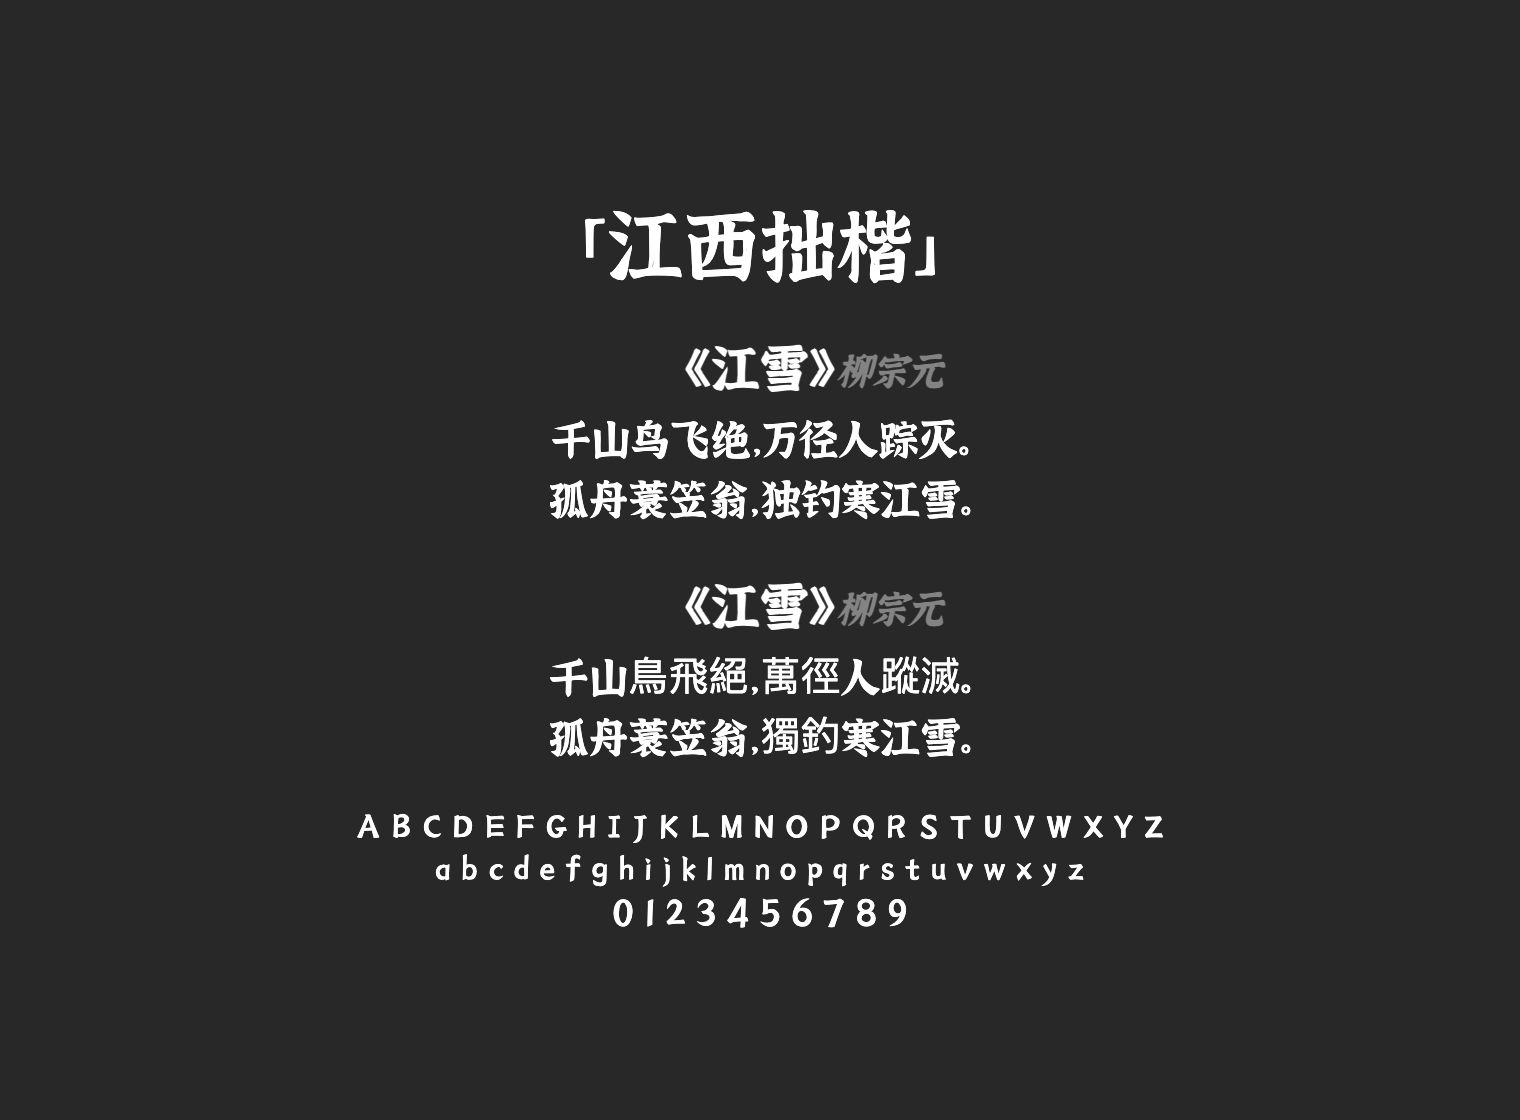 「江西拙楷」
《江雪》柳宗元
千山鸟飞绝,万径人踪灭。
孤舟蓑笠翁,独钓寒江雪。
《江雪》柳宗元
千山鳥飛絕,萬徑人蹤滅。
孤舟蓑笠翁,獨釣寒江雪。
A B C D E F G H I J K L M N O P Q R S T U V W X Y Z
a b c d e f g h i j k l m n o p q r s t u v w x y z
0 1 2 3 4 5 6 7 8 9